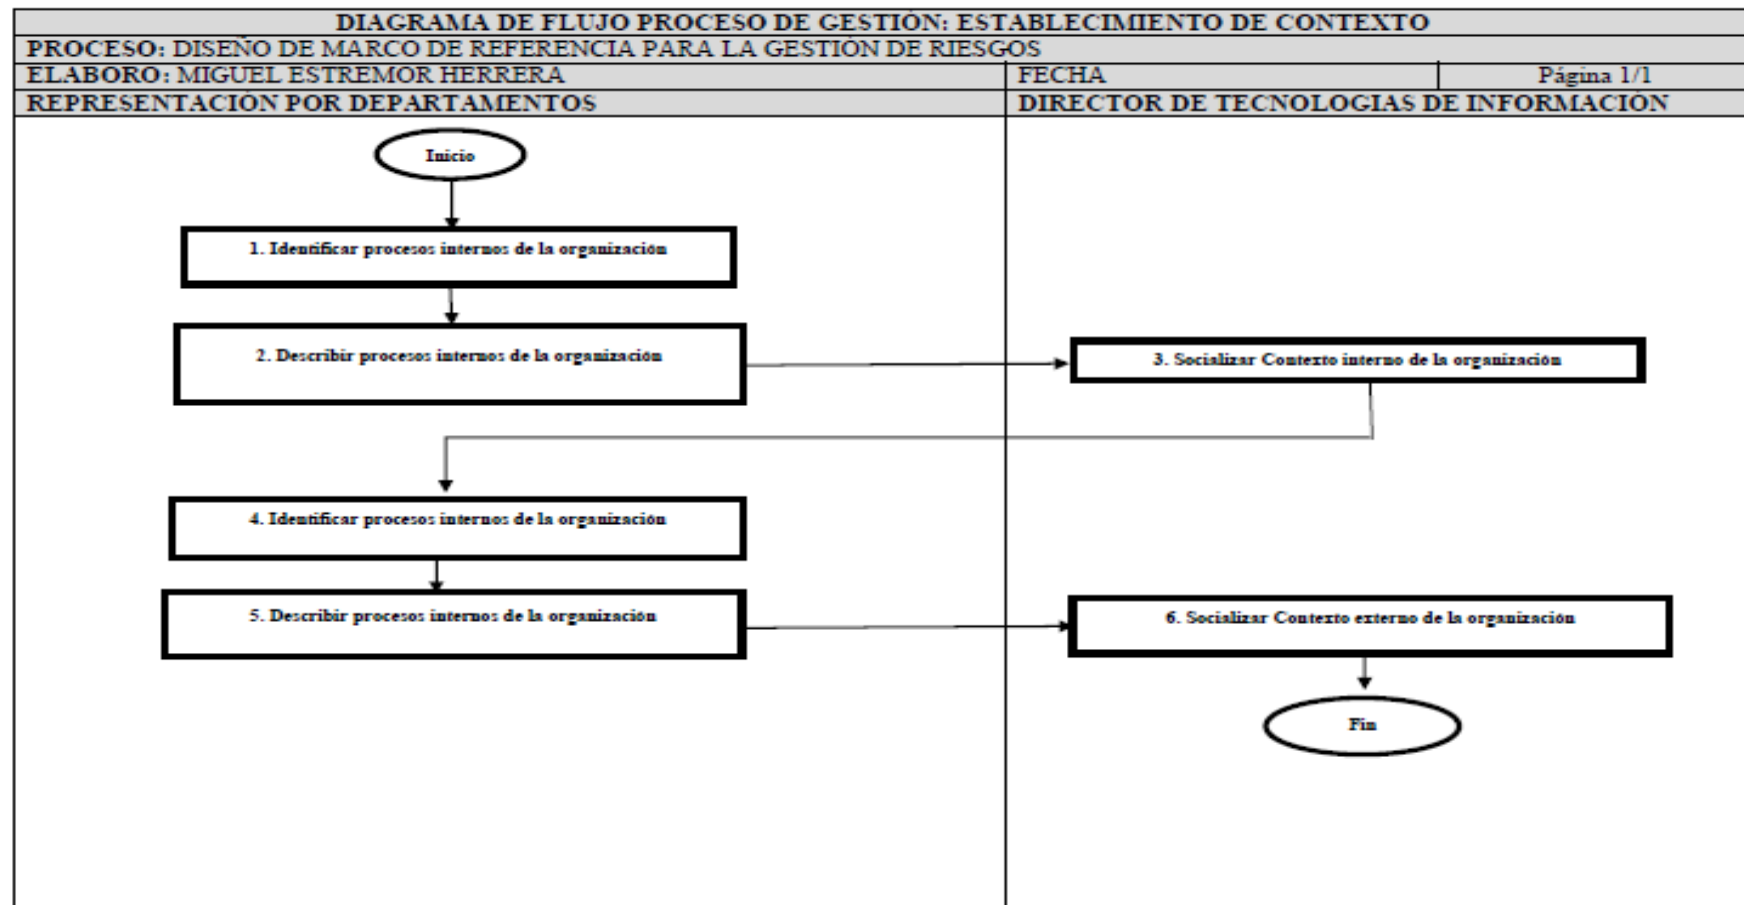 DIAGRAMA DE FLUJO PROCESO DE GESTIÓN: ESTABLECIMIENTO DE CONTEXTO
PROCESO: DISEÑO DE MARCO DE REFERENCIA PARA LA GESTIÓN DE RIESGOS
ELABORO: MIGUEL ESTREMOR HERRERA
FECHA
Página 1/1
REPRESENTACIÓN POR DEPARTAMENTOS
DIRECTOR DE TECNOLOGIAS DE INFORMACIÓN
Inicio
1. Identificar procesos internos de la organización
2. Describir procesos internos de la organización
3. Socializar Contexto interno de la organización
4. Identificar procesos internos de la organización
5. Describir procesos internos de la organización
6. Socializar Contexto externo de la organización
Fin